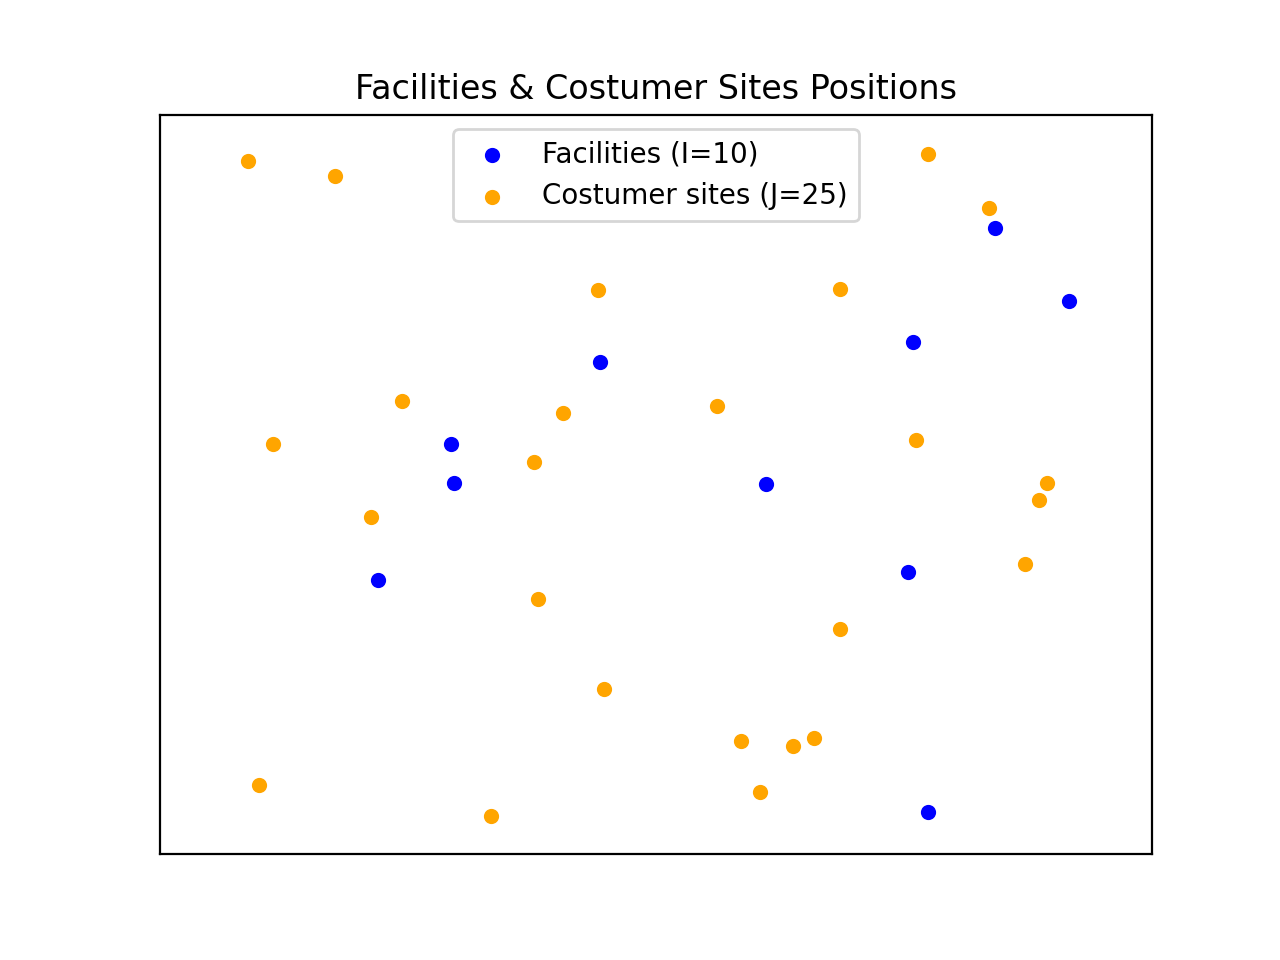 Facilities & Costumer Sites Positions
Facilities (I=10)
Costumer sites (J=25)